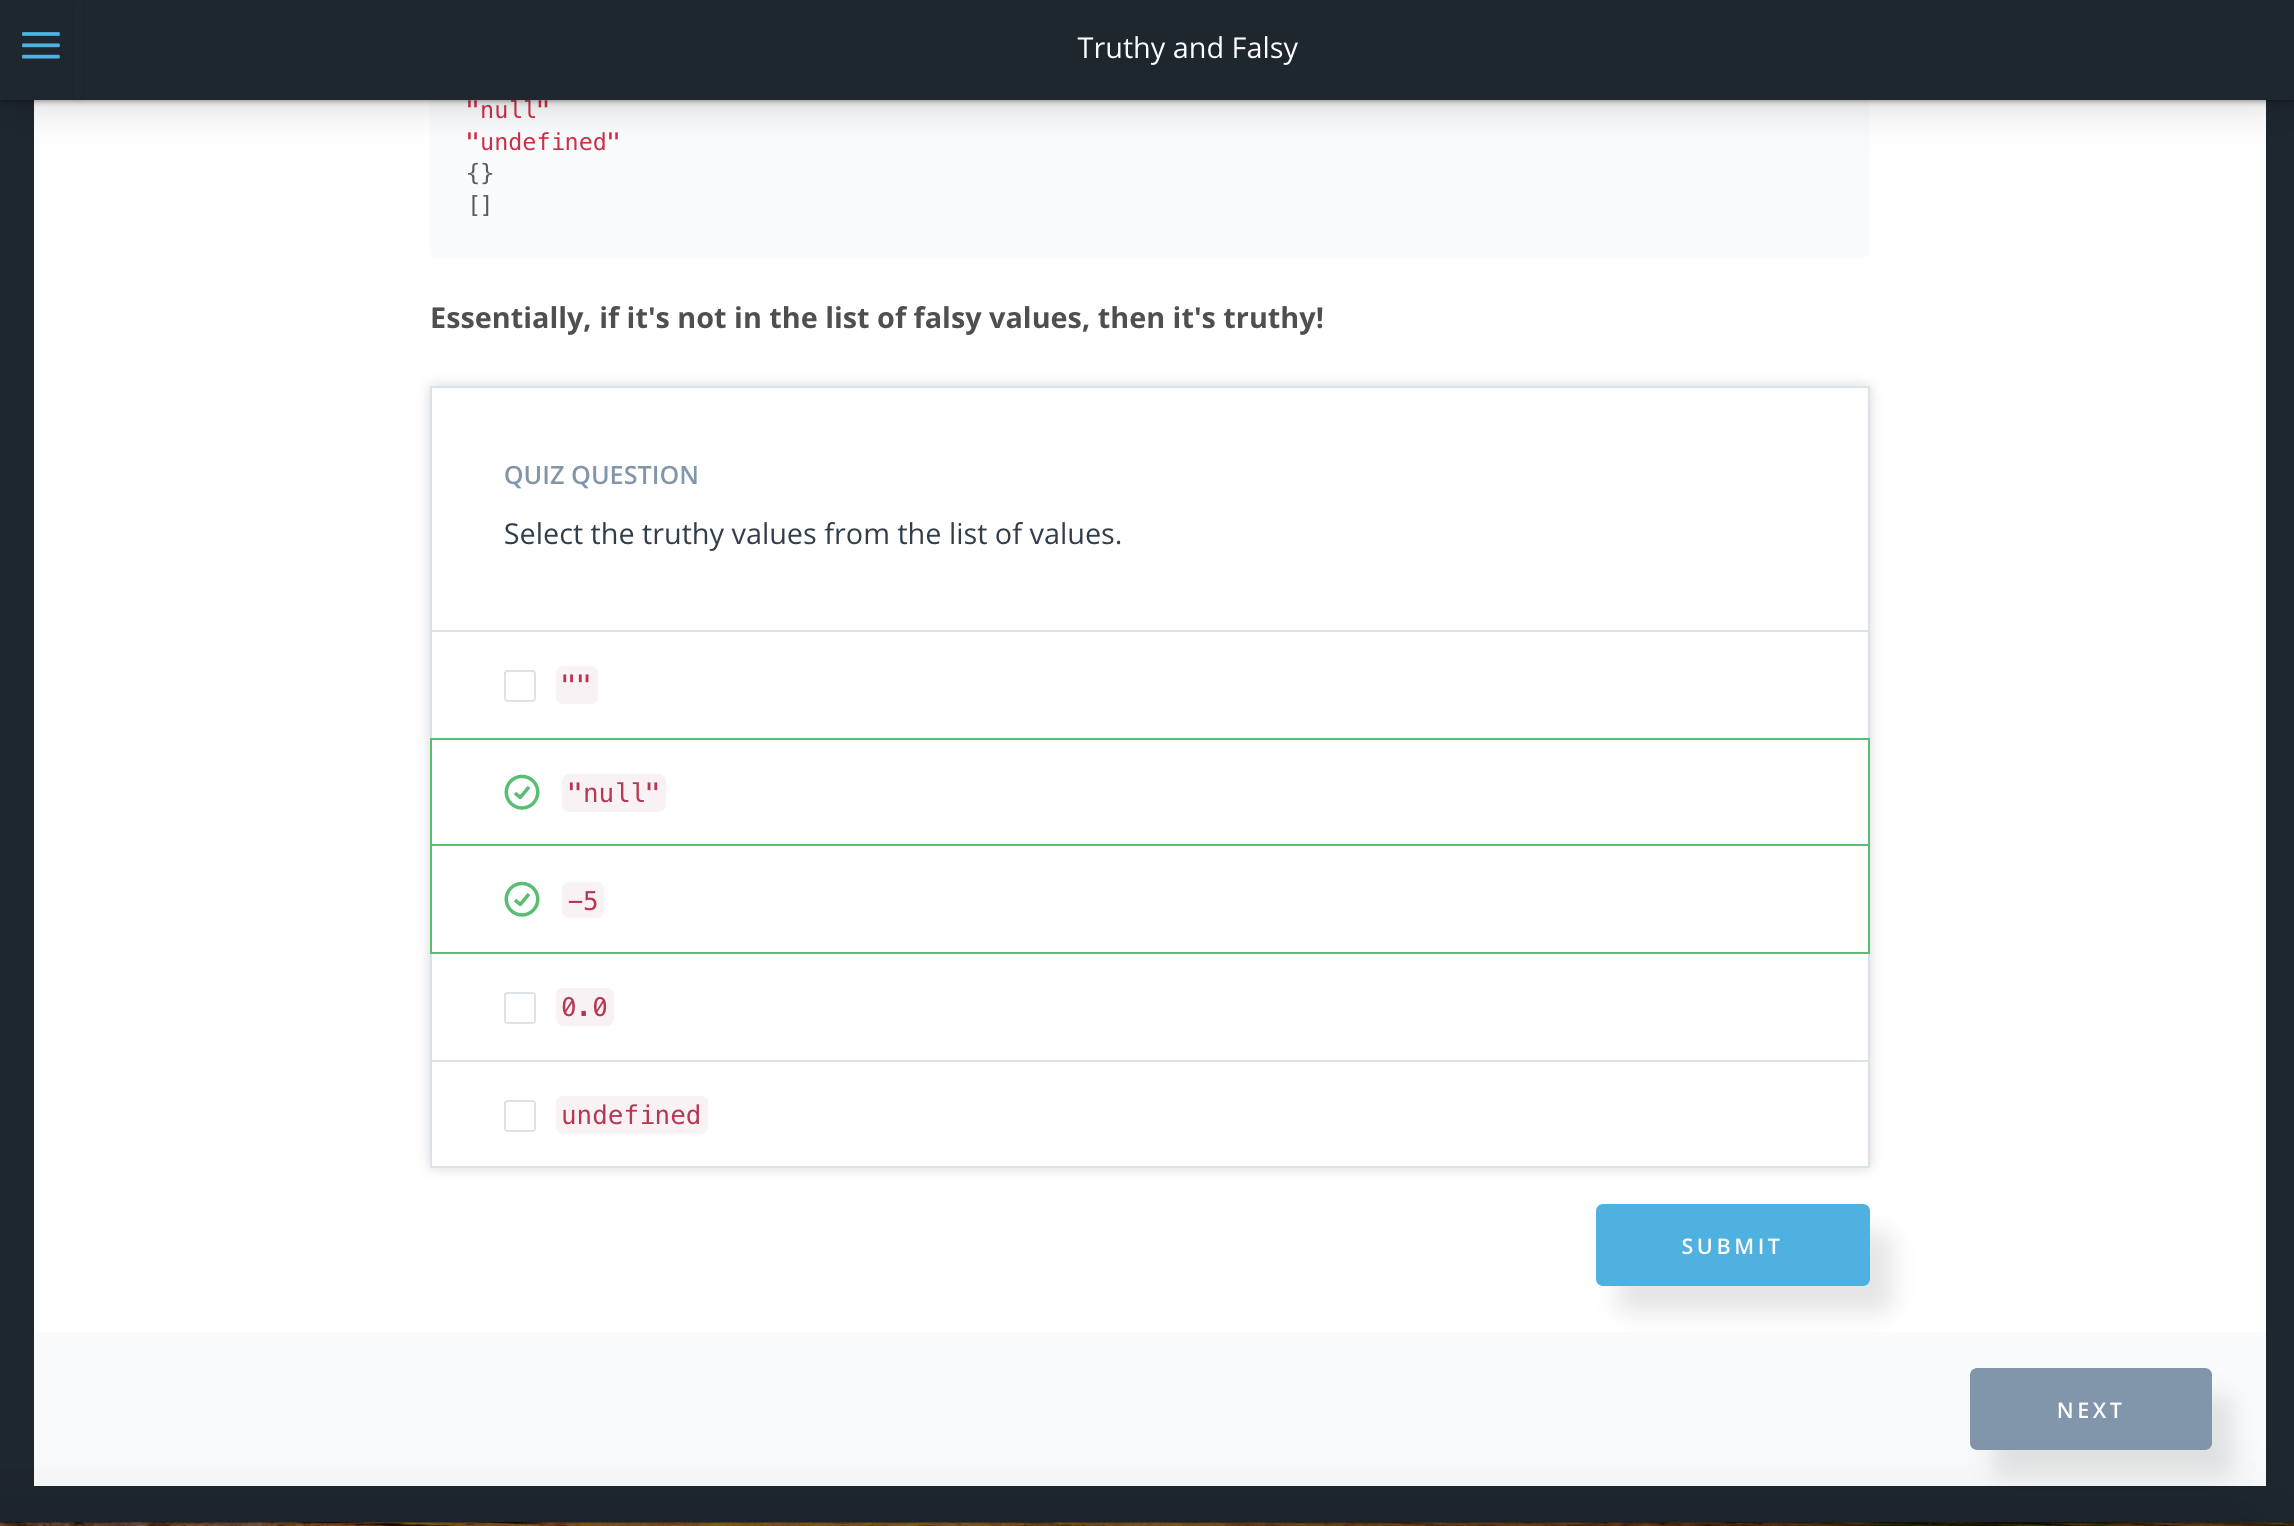 Truthy and Falsy
"null"
"undefined"
{}
[]
Essentially, if it's not in the list of falsy values, then it's truthy!
QUIZ QUESTION
Select the truthy values from the list of values.
""
"null"
-5
0.0
undefined
SUBMIT
NEXT